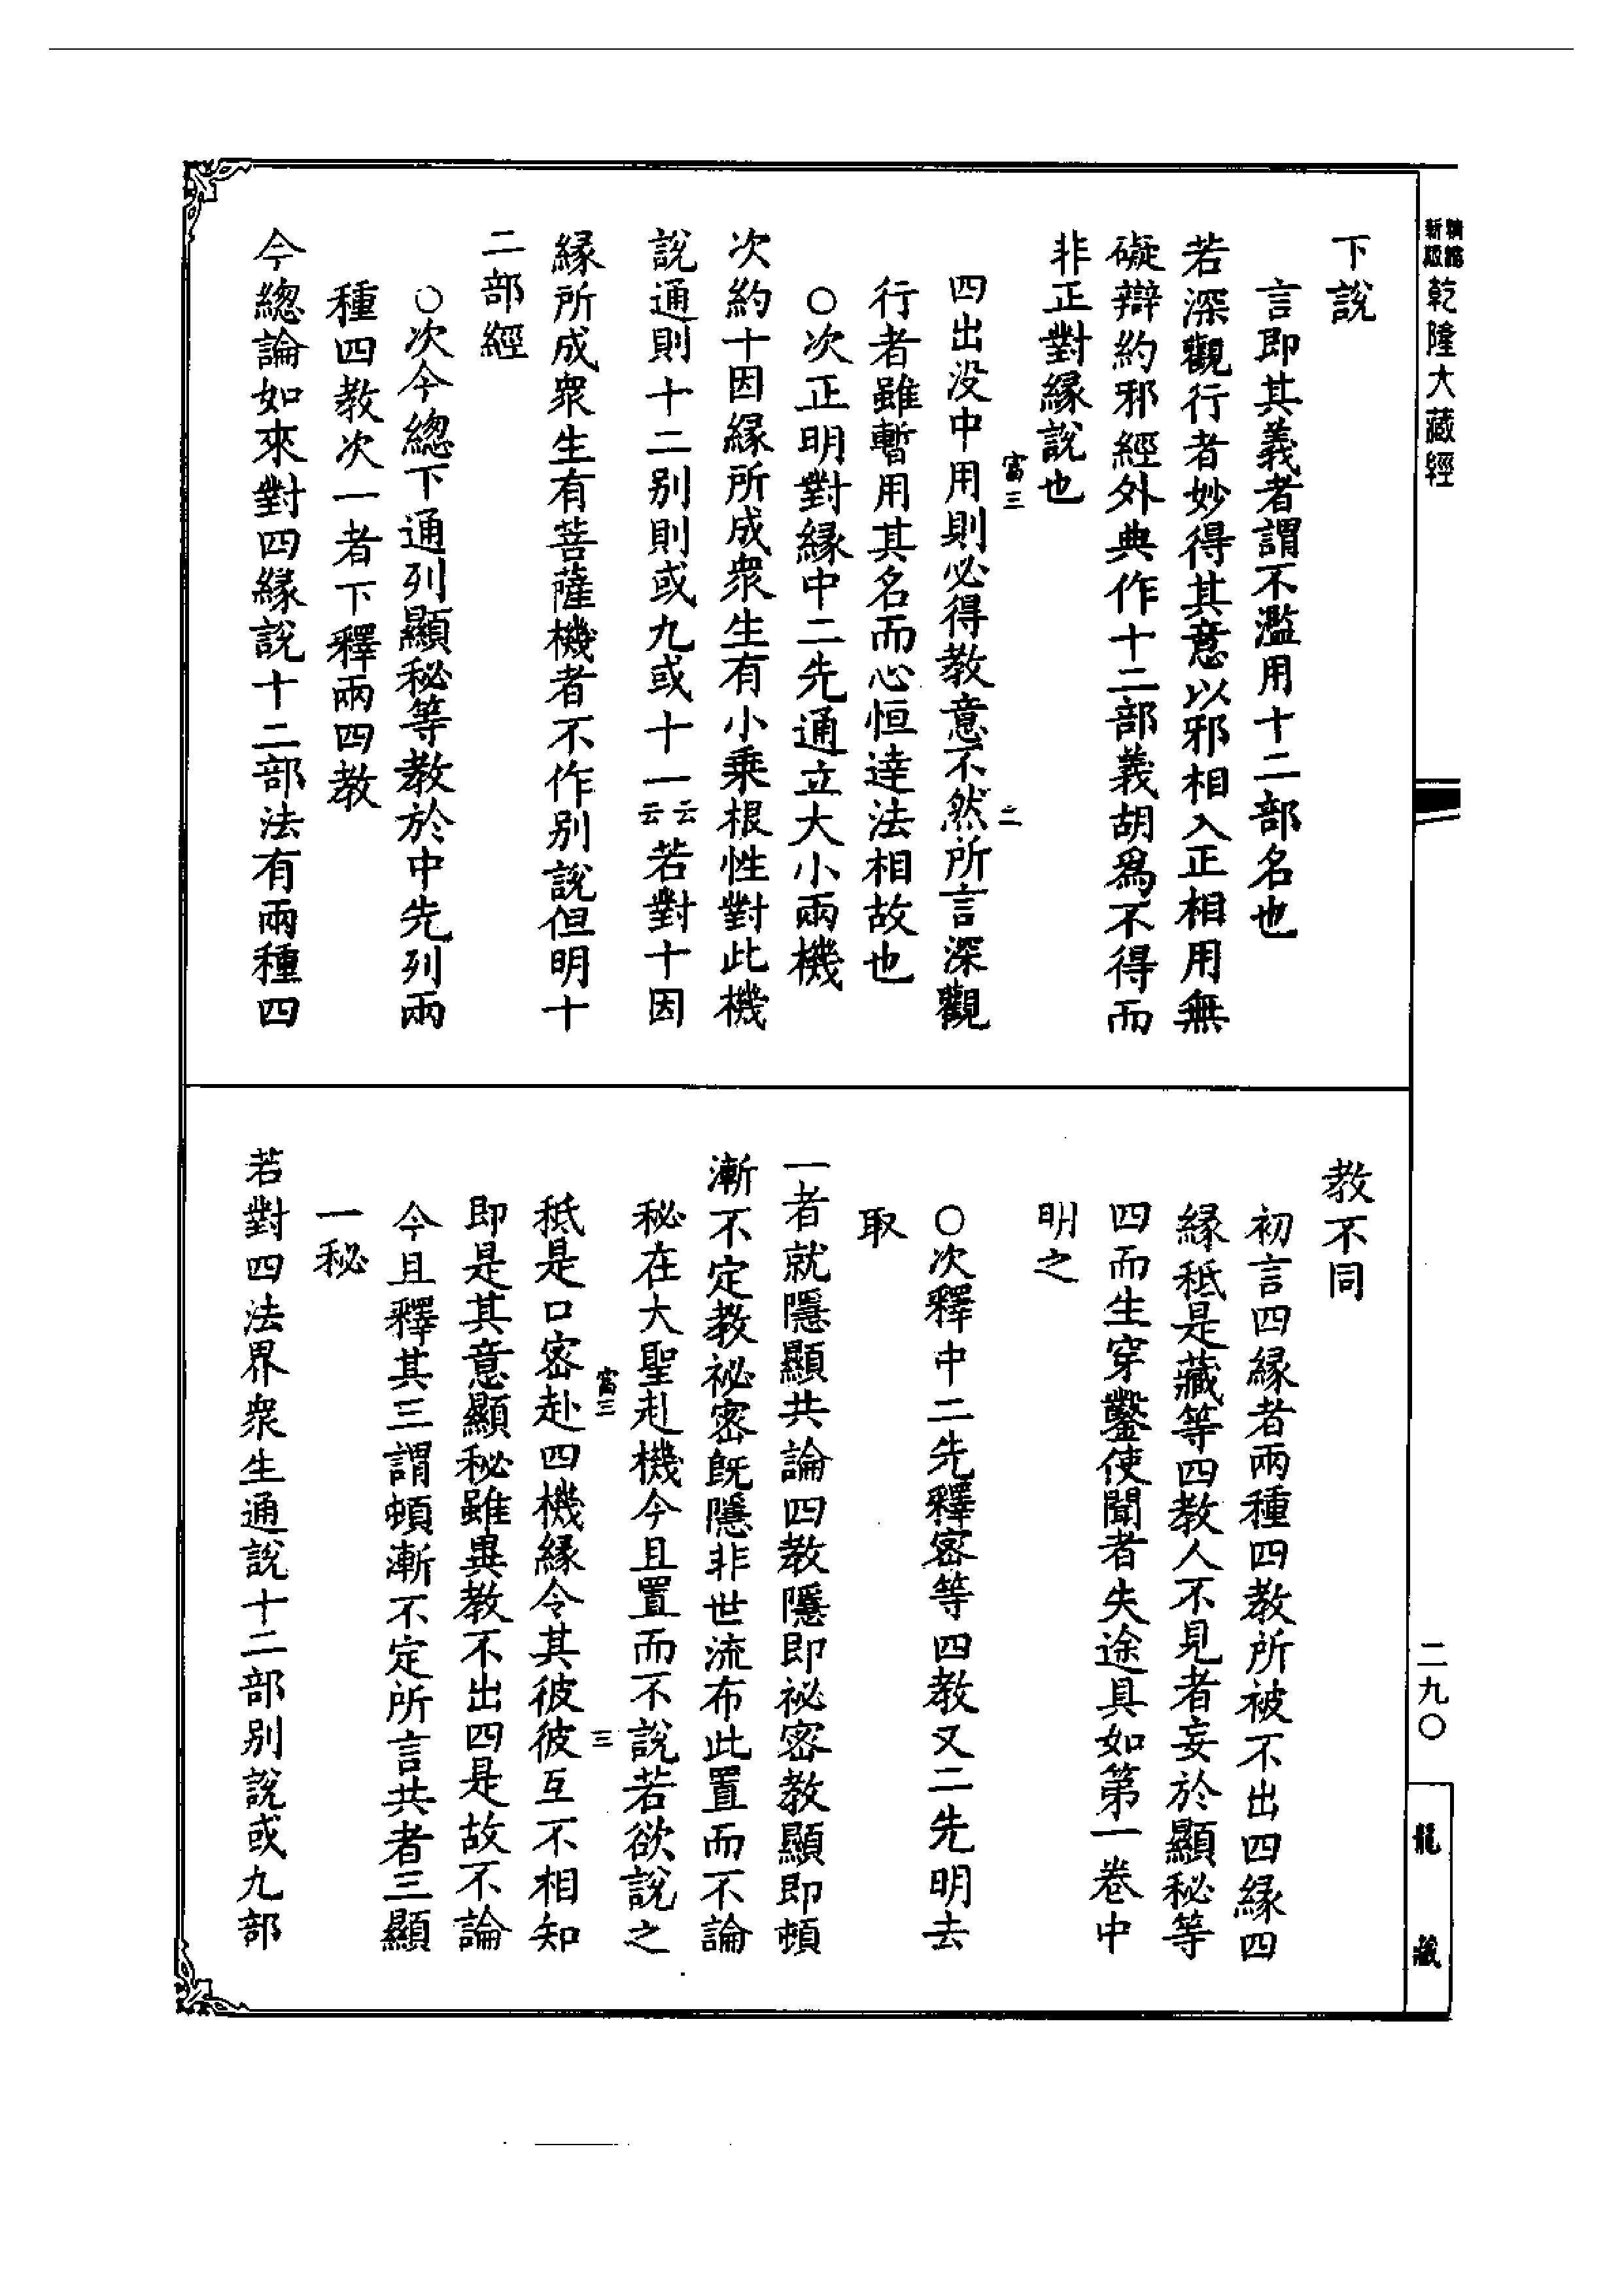 新版
精縮
乾隆大藏經
下說
言即其義者謂不濫用十二部名也
若深觀行者妙得其意以邪相入正相用無
礙辯約邪經外典作十二部義胡爲不得而
非正對緣說也
富三
二
四出没中用則必得教意不然所言深觀
行者雖暫用其名而心恒達法相故也
○次正明對緣中二先通立大小兩機
次約十因緣所成衆生有小乘根性對此機
說通則十二别則或九或十一云云若對十因
緣所成衆生有菩薩機者不作别說但明十
二部經
○次今總下通列顯秘等教於中先列兩
種四教次一者下釋兩四教
今總論如來對四緣說十二部法有兩種四
教不同
初言四緣者兩種四教所被不出四緣四
緣秖是藏等四教人不見者妄於顯秘等
四而生穿鑿使聞者失途具如第一卷中
明之
○次釋中二先釋密等四教又二先明去
取
一者就隱顯共論四教隱即祕密教顯即頓
漸不定教祕密既隱非世流布此置而不論
秘在大聖赴機今且置而不說若欲說之
富三
三
秖是口密赴四機緣令其彼彼互不相知
即是其意顯秘雖異教不出四是故不論
今且釋其三謂頓漸不定所言共者三顯
一秘
若對四法界衆生通說十二部别說或九部
二九○
龍藏